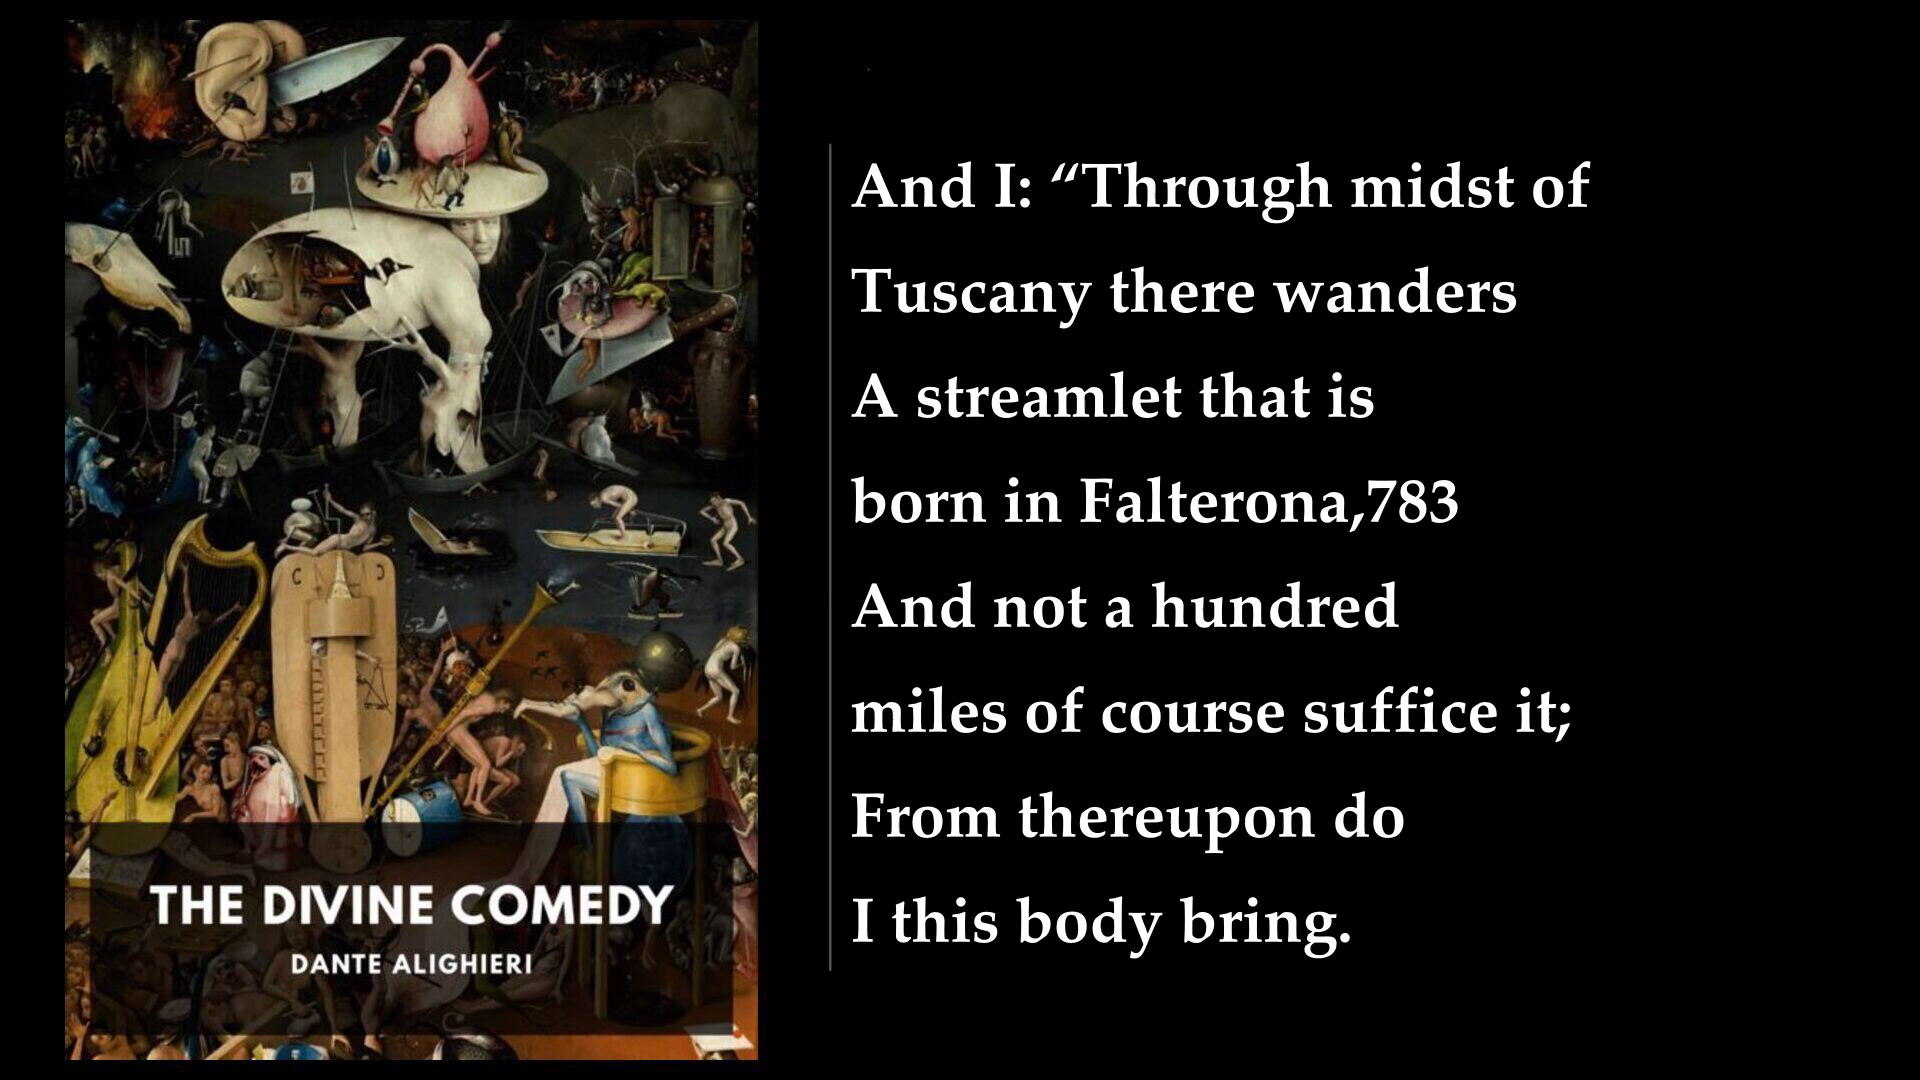 And I: “Through midst of
Tuscany there wanders
A streamlet that is
born in Falterona,783
And not a hundred
miles of course suffice it;
From thereupon do
I this body bring.
THE DIVINE COMEDY
DANTE ALIGHIERI